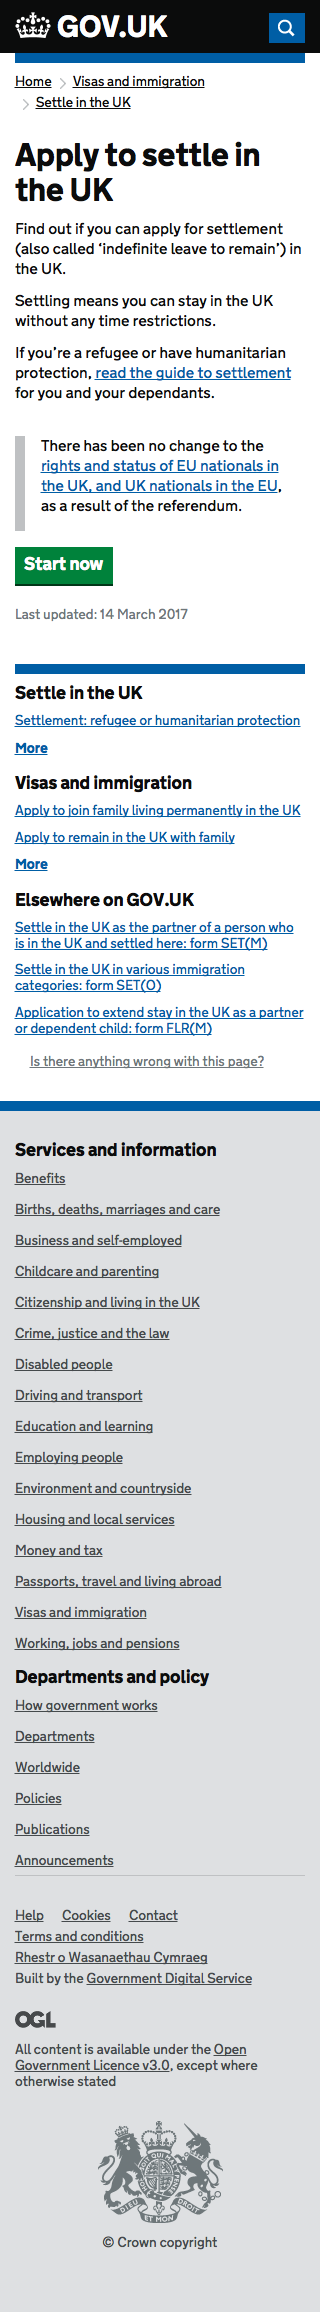 GOV.UK
Home
Visas and immigration
Settle in the UK
Apply to settle in
the UK
Find out if you can apply for settlement
(also called ‘indefinite leave to remain’) in
the UK.
Settling means you can stay in the UK
without any time restrictions.
If you’re a refugee or have humanitarian
protection, read the guide to settlement
for you and your dependants.
There has been no change to the
rights and status of EU nationals in
the UK, and UK nationals in the EU,
as a result of the referendum.
Start now
Last updated: 14 March 2017
Settle in the UK
Settlement: refugee or humanitarian protection
More
Visas and immigration
Apply to join family living permanently in the UK
Apply to remain in the UK with family
More
Elsewhere on GOV.UK
Settle in the UK as the partner of a person who
is in the UK and settled here: form SET(M)
Settle in the UK in various immigration
categories: form SET(O)
Application to extend stay in the UK as a partner
or dependent child: form FLR(M)
Is there anything wrong with this page?
Services and information
Benefits
Births, deaths, marriages and care
Business and self-employed
Childcare and parenting
Citizenship and living in the UK
Crime, justice and the law
Disabled people
Driving and transport
Education and learning
Employing people
Environment and countryside
Housing and local services
Money and tax
Passports, travel and living abroad
Visas and immigration
Working, jobs and pensions
Departments and policy
How government works
Departments
Worldwide
Policies
Publications
Announcements
Help Cookies Contact
Terms and conditions
Rhestr o Wasanaethau Cymraeg
Built by the Government Digital Service
OGL
All content is available under the Open
Government Licence v3.0, except where
otherwise stated
DIEU ET MON DROIT
© Crown copyright